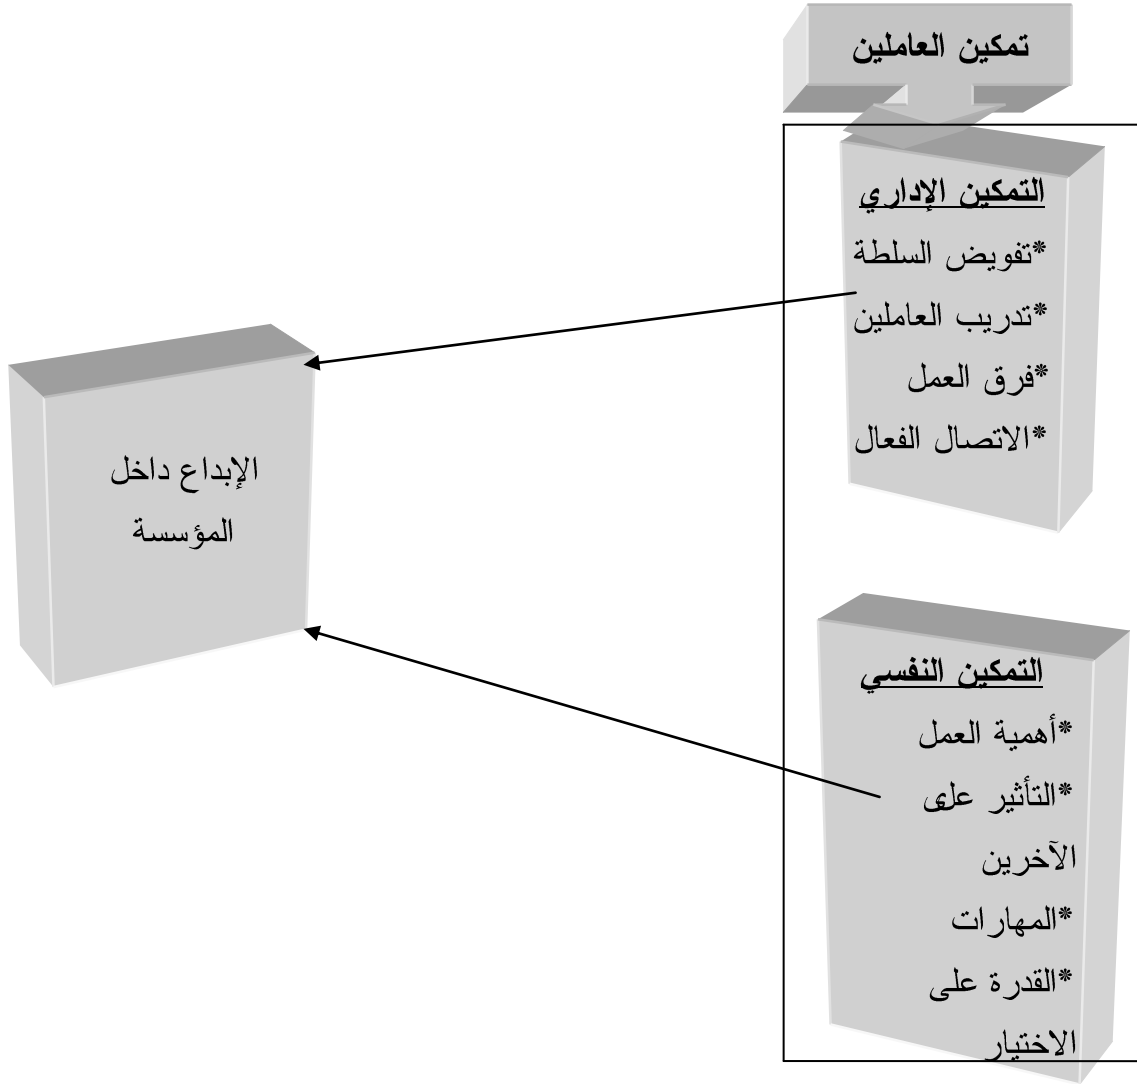 تمكين العاملين
التمكين الإداري
*تفويض السلطة
*تدريب العاملين
*فرق العمل
*الاتصال الفعال
الإبداع داخل
المؤسسة
التمكين النفسي
*أهمية العمل
*التأثير على
الآخرين
*المهارات
*القدرة على
الاختيار